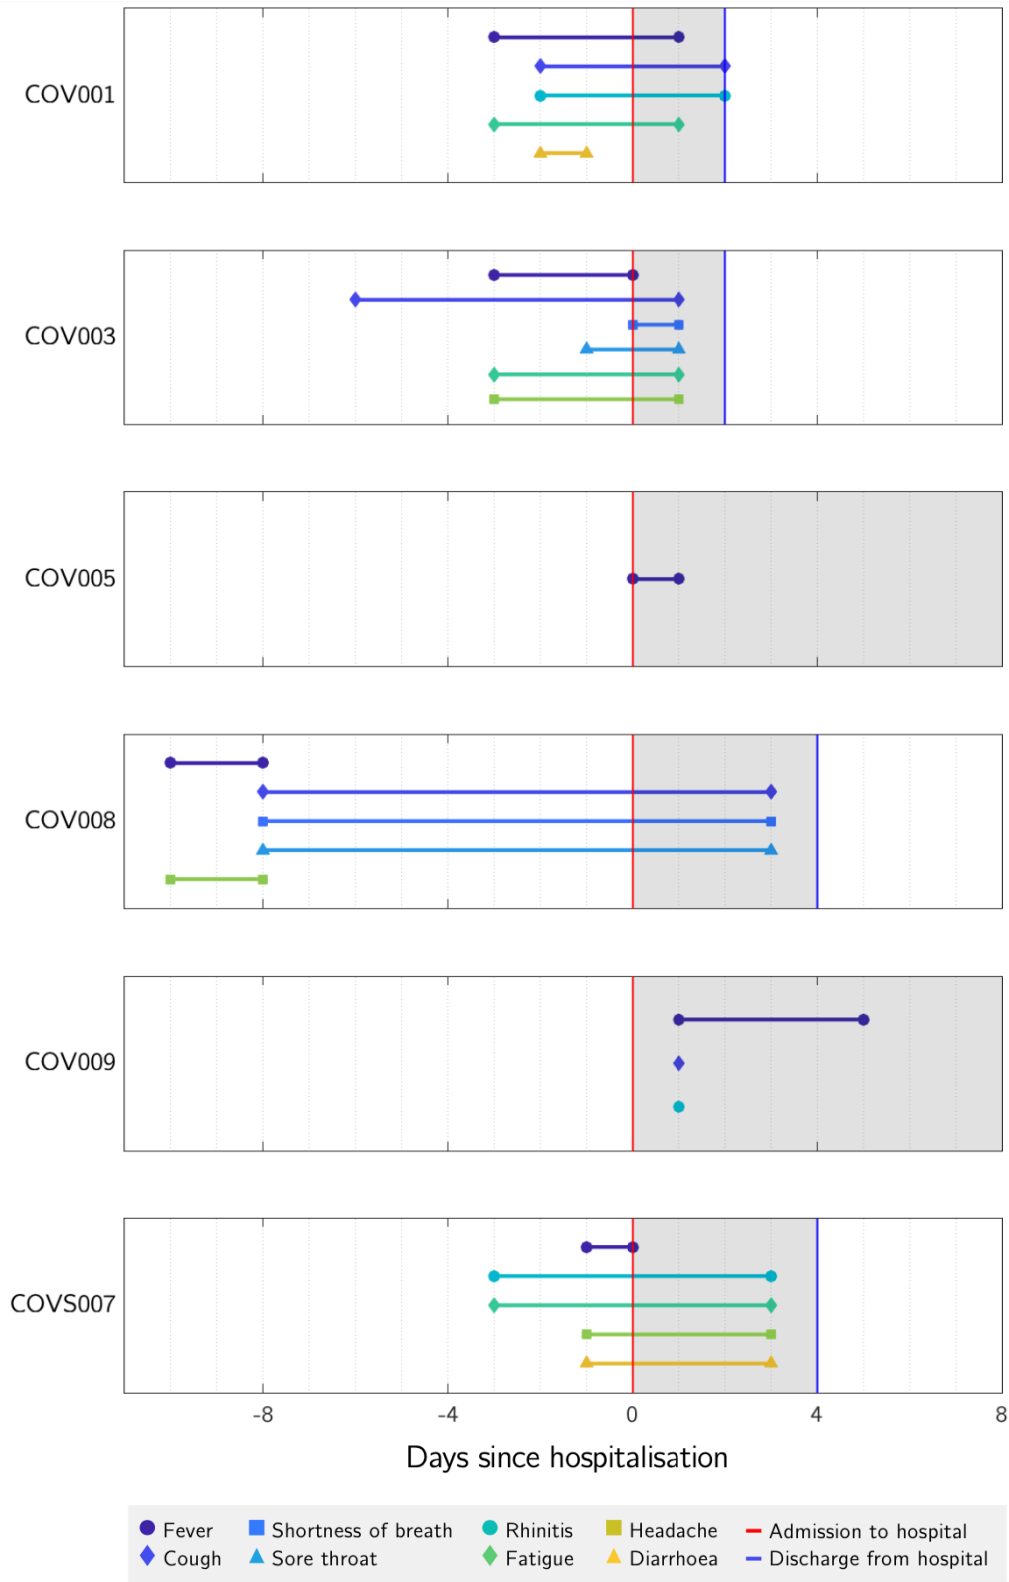 COV001
COV003
COV005
COV008
COV009
COVS007
-8 -4 0 4 8
Days since hospitalisation
Fever Shortness of breath Rhinitis Headache Admission to hospital
Cough Sore throat Fatigue Diarrhoea Discharge from hospital